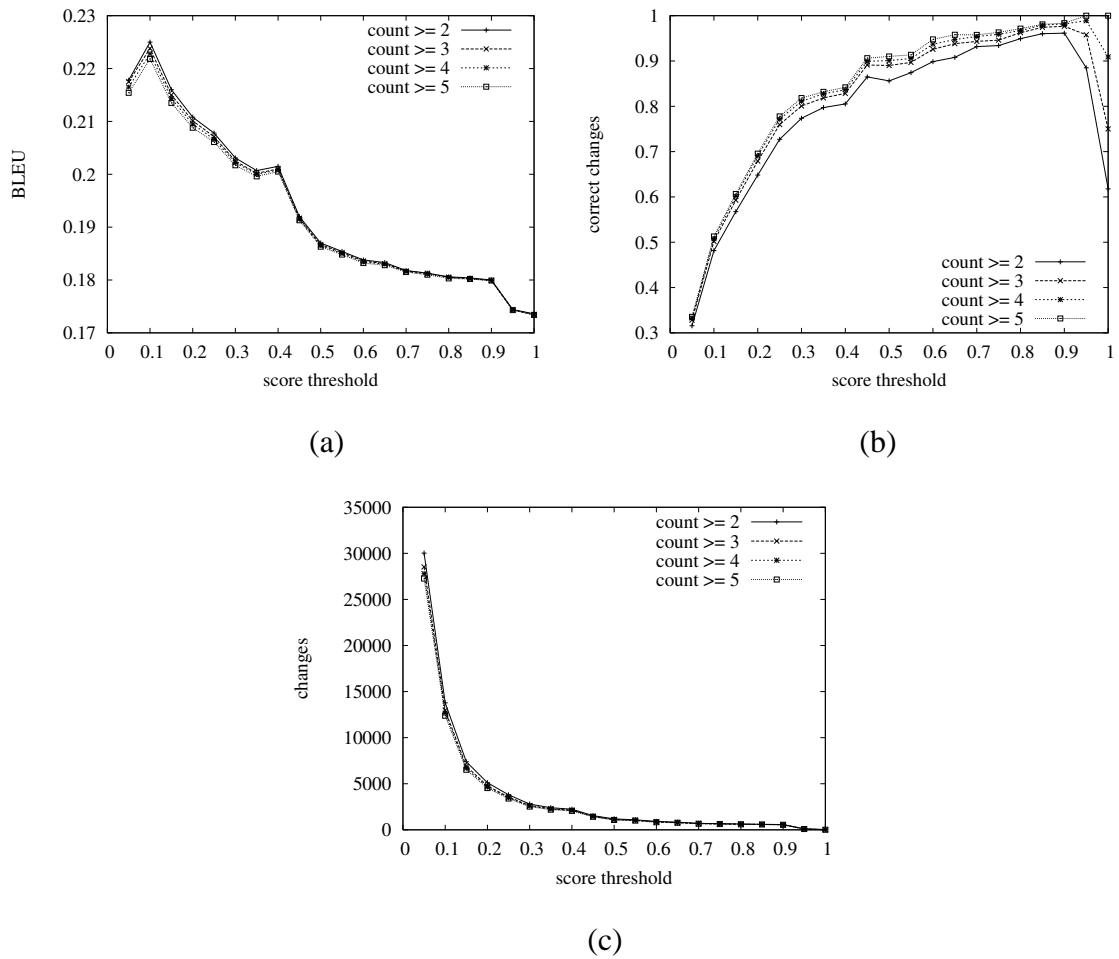 0.23
0.22
0.21
0.2
0.19
0.18
0.17
BLEU
0 0.1 0.2 0.3 0.4 0.5 0.6 0.7 0.8 0.9 1
score threshold
count >= 2
count >= 3
count >= 4
count >= 5
(a)
1
0.9
0.8
0.7
0.6
0.5
0.4
0.3
correct changes
0 0.1 0.2 0.3 0.4 0.5 0.6 0.7 0.8 0.9 1
score threshold
count >= 2
count >= 3
count >= 4
count >= 5
(b)
35000
30000
25000
20000
15000
10000
5000
0
changes
0 0.1 0.2 0.3 0.4 0.5 0.6 0.7 0.8 0.9 1
score threshold
count >= 2
count >= 3
count >= 4
count >= 5
(c)